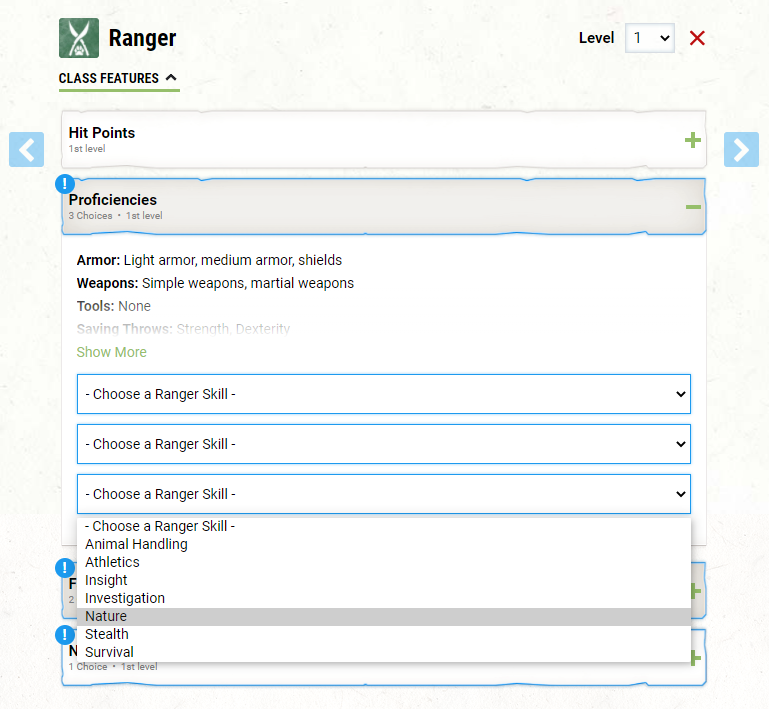 Ranger
Level 1
CLASS FEATURES
Hit Points
1st level
!
Proficiencies
3 Choices • 1st level
Armor: Light armor, medium armor, shields
Weapons: Simple weapons, martial weapons
Tools: None
Saving Throws: Strength, Dexterity
Show More
- Choose a Ranger Skill -
- Choose a Ranger Skill -
- Choose a Ranger Skill -
- Choose a Ranger Skill -
Animal Handling
Athletics
Insight
Investigation
Nature
Stealth
Survival
!
F
2
!
N
1 Choice • 1st level